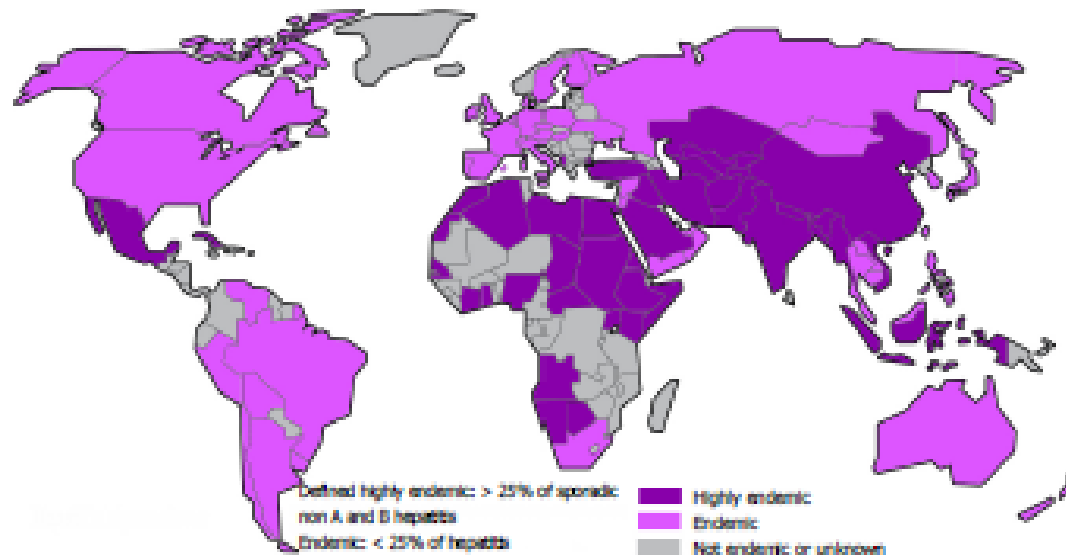 Defined highly endemic: > 25% of sporadic
non A and B hepatitis
Endemic: < 25% of hepatitis
Highly endemic
Endemic
Not endemic or unknown